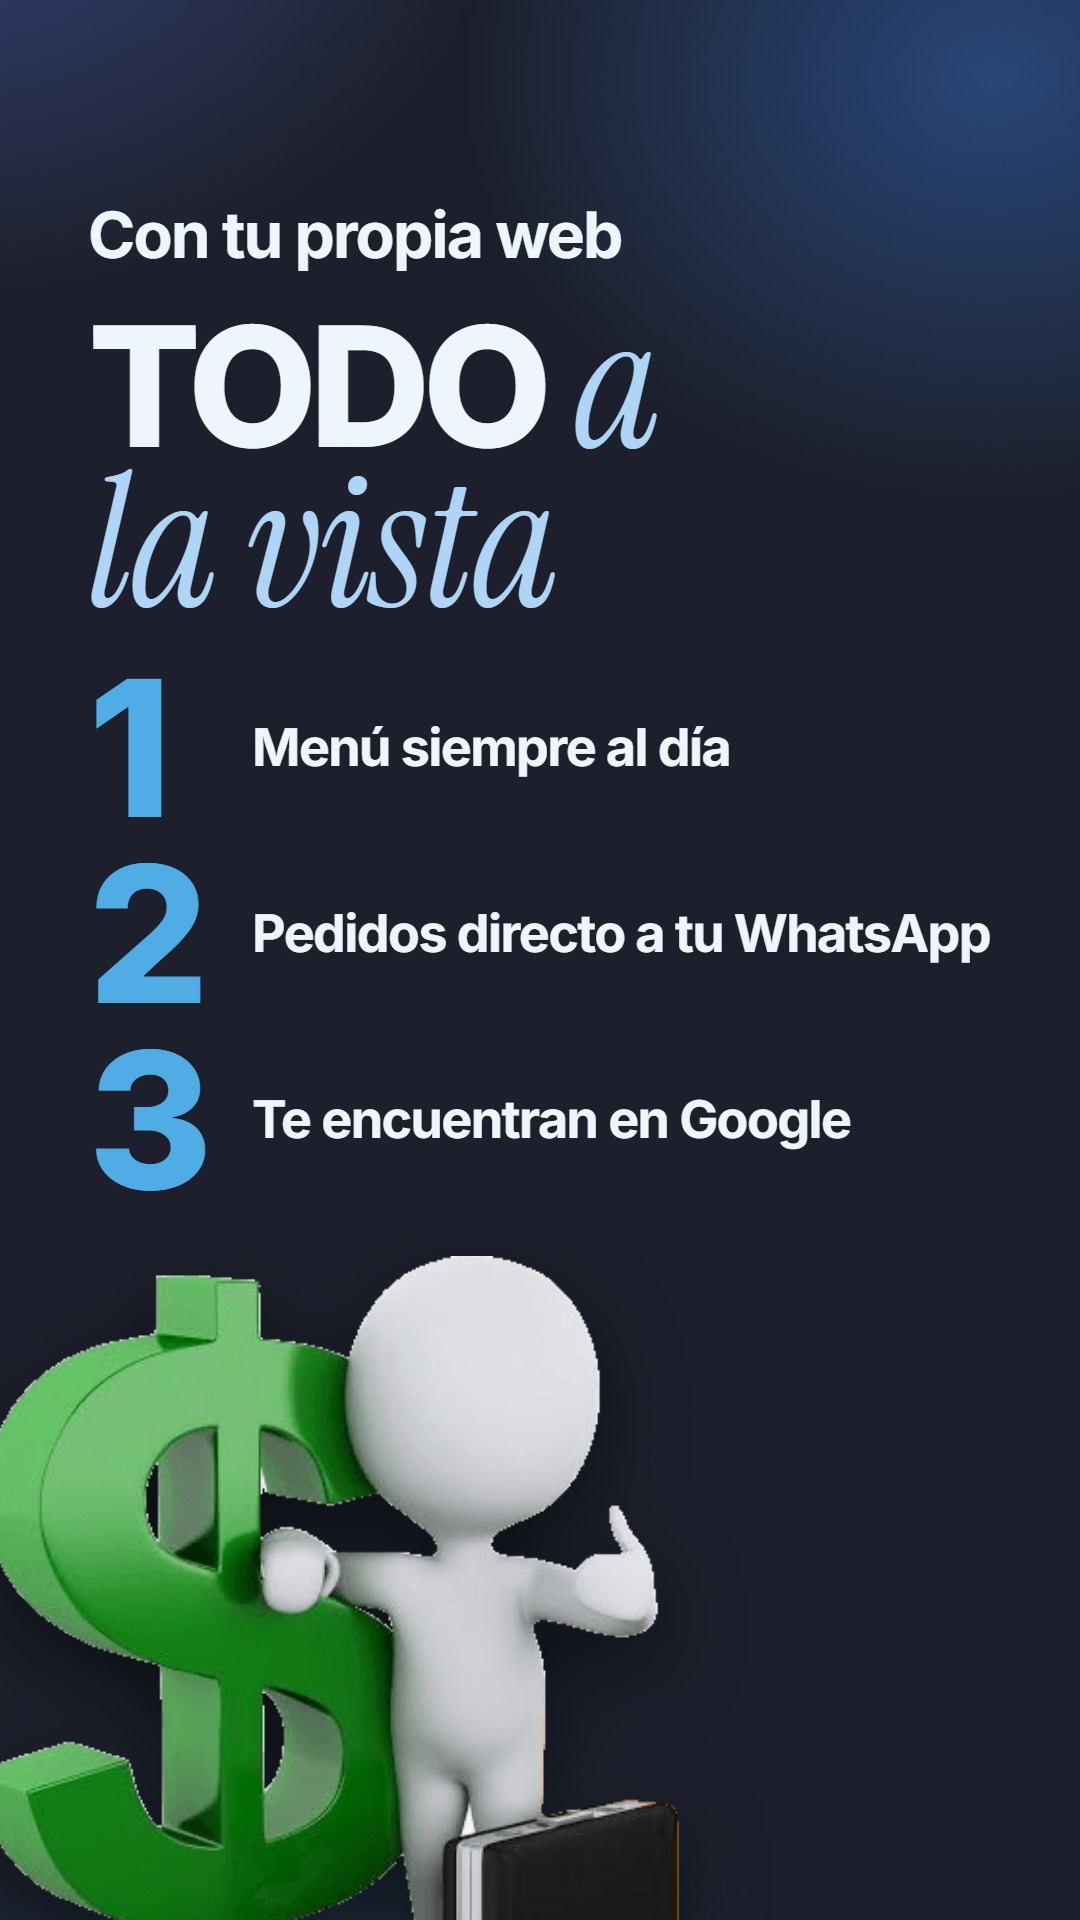 Con tu propia web
TODO a
la vista
1 Menú siempre al día
2 Pedidos directo a tu WhatsApp
3 Te encuentran en Google